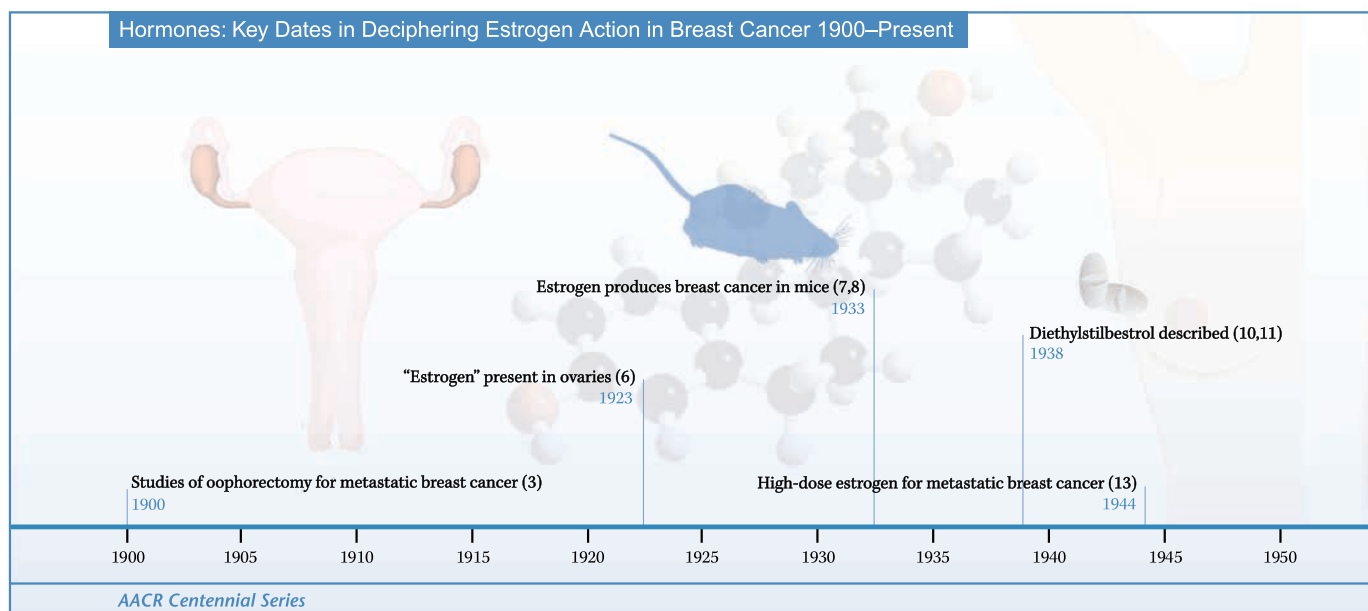 Hormones: Key Dates in Deciphering Estrogen Action in Breast Cancer 1900–Present
Estrogen produces breast cancer in mice (7,8)
1933
Diethylstilbestrol described (10,11)
1938
“Estrogen” present in ovaries (6)
1923
Studies of oophorectomy for metastatic breast cancer (3)
1900
High-dose estrogen for metastatic breast cancer (13)
1944
1900 1905 1910 1915 1920 1925 1930 1935 1940 1945 1950
AACR Centennial Series